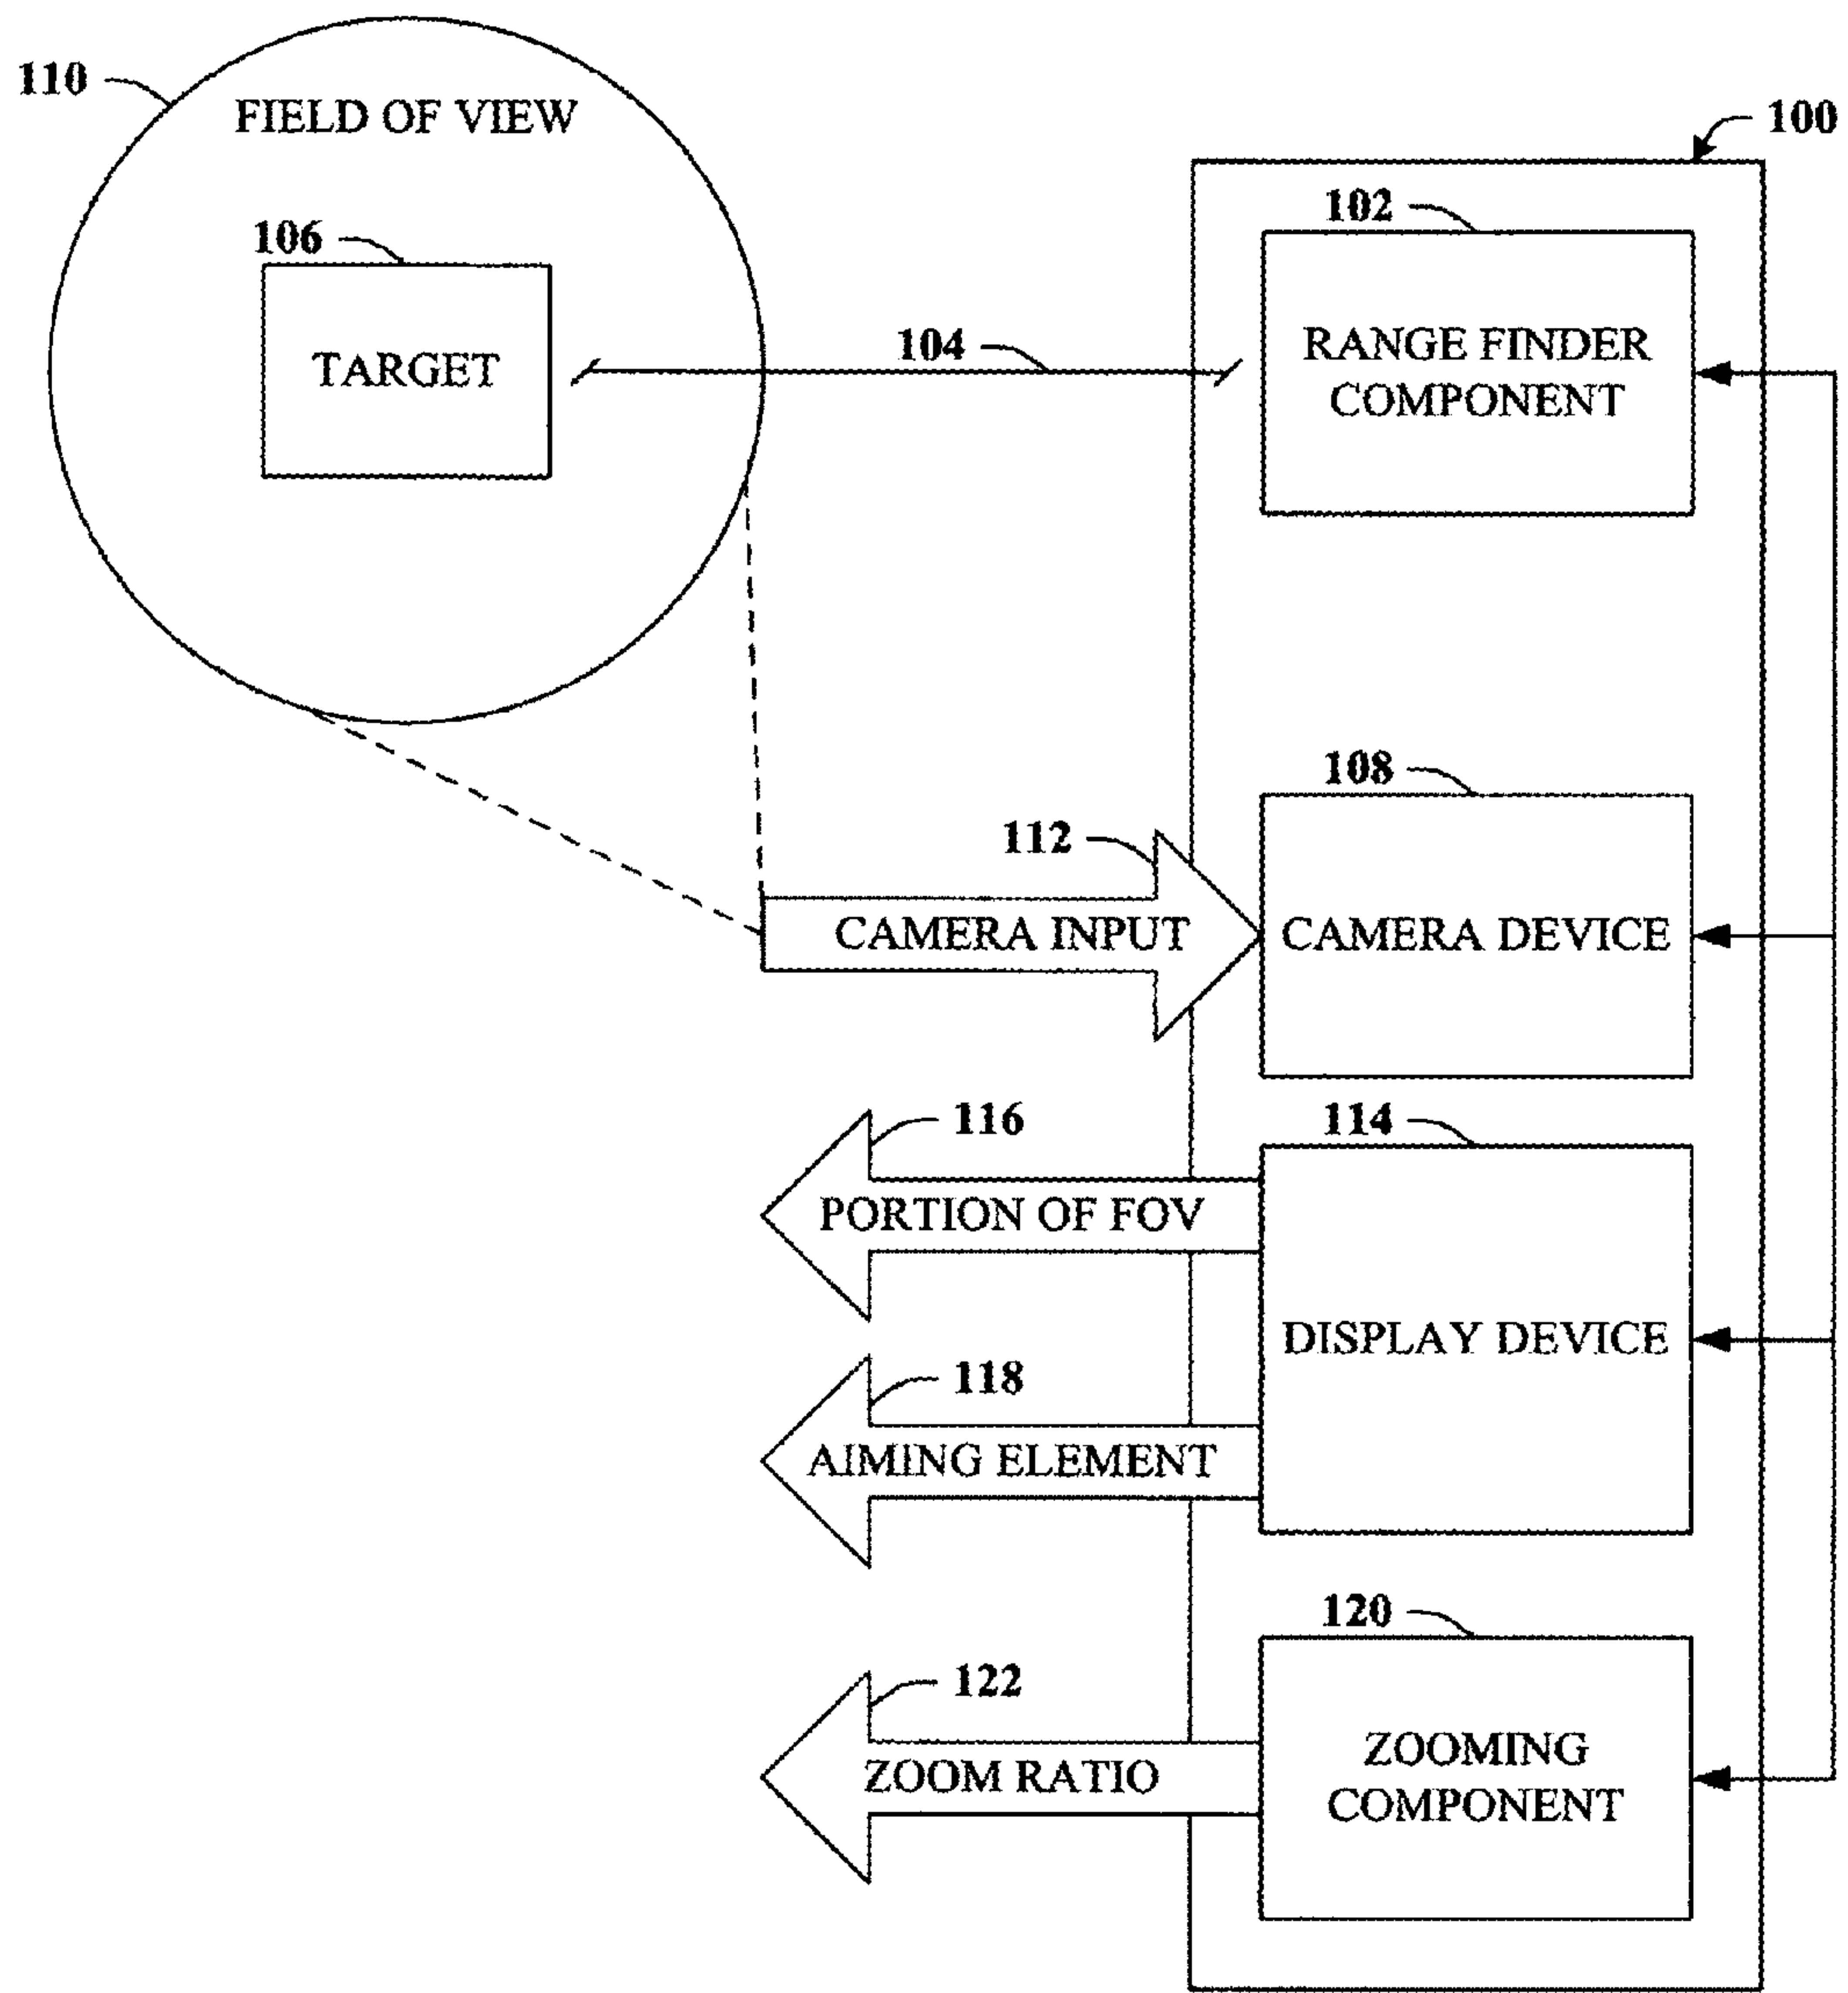 110
FIELD OF VIEW
100
102
106
104
RANGE FINDER
COMPONENT
TARGET
108
112
CAMERA INPUT
CAMERA DEVICE
116
114
PORTION OF FOV
DISPLAY DEVICE
118
AIMING ELEMENT
120
122
ZOOMING
COMPONENT
ZOOM RATIO